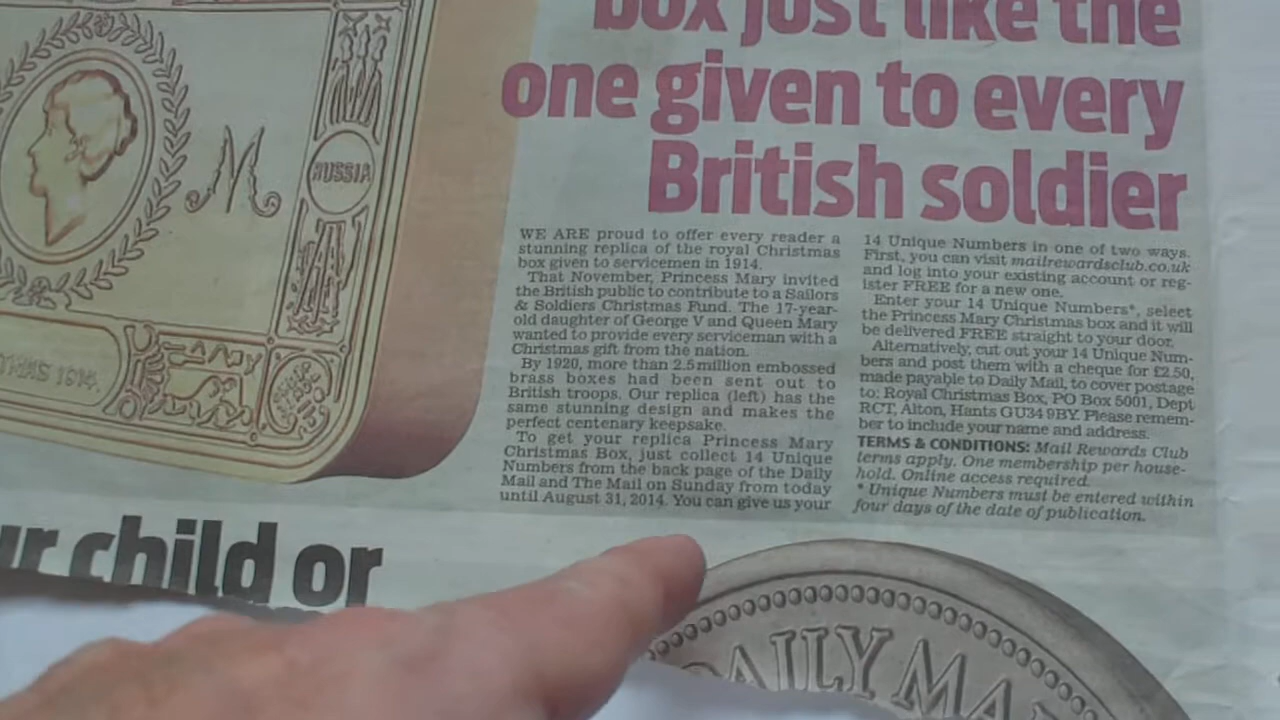 box just like the
one given to every
British soldier
M
RUSSIA
1914.
WE ARE proud to offer every reader a
stunning replica of the royal Christmas
box given to servicemen in 1914.
That November, Princess Mary invited
the British public to contribute to a Sailors
& Soldiers Christmas Fund. The 17-year-
old daughter of George V and Queen Mary
wanted to provide every serviceman with a
Christmas gift from the nation.
By 1920, more than 2.5million embossed
brass boxes had been sent out to
British troops. Our replica (left) has the
same stunning design and makes the
perfect centenary keepsake.
To get your replica Princess Mary
Christmas Box, just collect 14 Unique
Numbers from the back page of the Daily
Mail and The Mail on Sunday from today
until August 31, 2014. You can give us your
14 Unique Numbers in one of two ways.
First, you can visit mailrewardsclub.co.uk
and log into your existing account or reg-
ister FREE for a new one.
Enter your 14 Unique Numbers*, select
the Princess Mary Christmas box and it will
be delivered FREE straight to your door.
Alternatively, cut out your 14 Unique Num-
bers and post them with a cheque for £2.50,
made payable to Daily Mail, to cover postage
to: Royal Christmas Box, PO Box 5001, Dept
RCT, Alton, Hants GU34 9BY. Please remem-
ber to include your name and address.
TERMS & CONDITIONS: Mail Rewards Club
terms apply. One membership per house-
hold. Online access required.
* Unique Numbers must be entered within
four days of the date of publication.
child or
DAILY MA